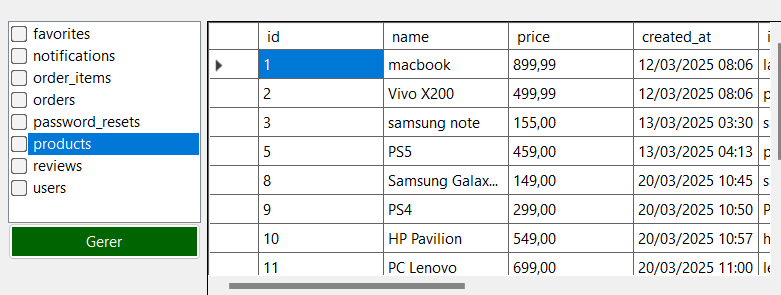 favorites
notifications
order_items
orders
password_resets
products
reviews
users
Gerer
id name price created_at
1 macbook 899,99 12/03/2025 08:06
2 Vivo X200 499,99 12/03/2025 08:06
3 samsung note 155,00 13/03/2025 03:30
5 PS5 459,00 13/03/2025 04:13
8 Samsung Galax... 149,00 20/03/2025 10:45
9 PS4 299,00 20/03/2025 10:50
10 HP Pavilion 549,00 20/03/2025 10:57
11 PC Lenovo 699,00 20/03/2025 11:00